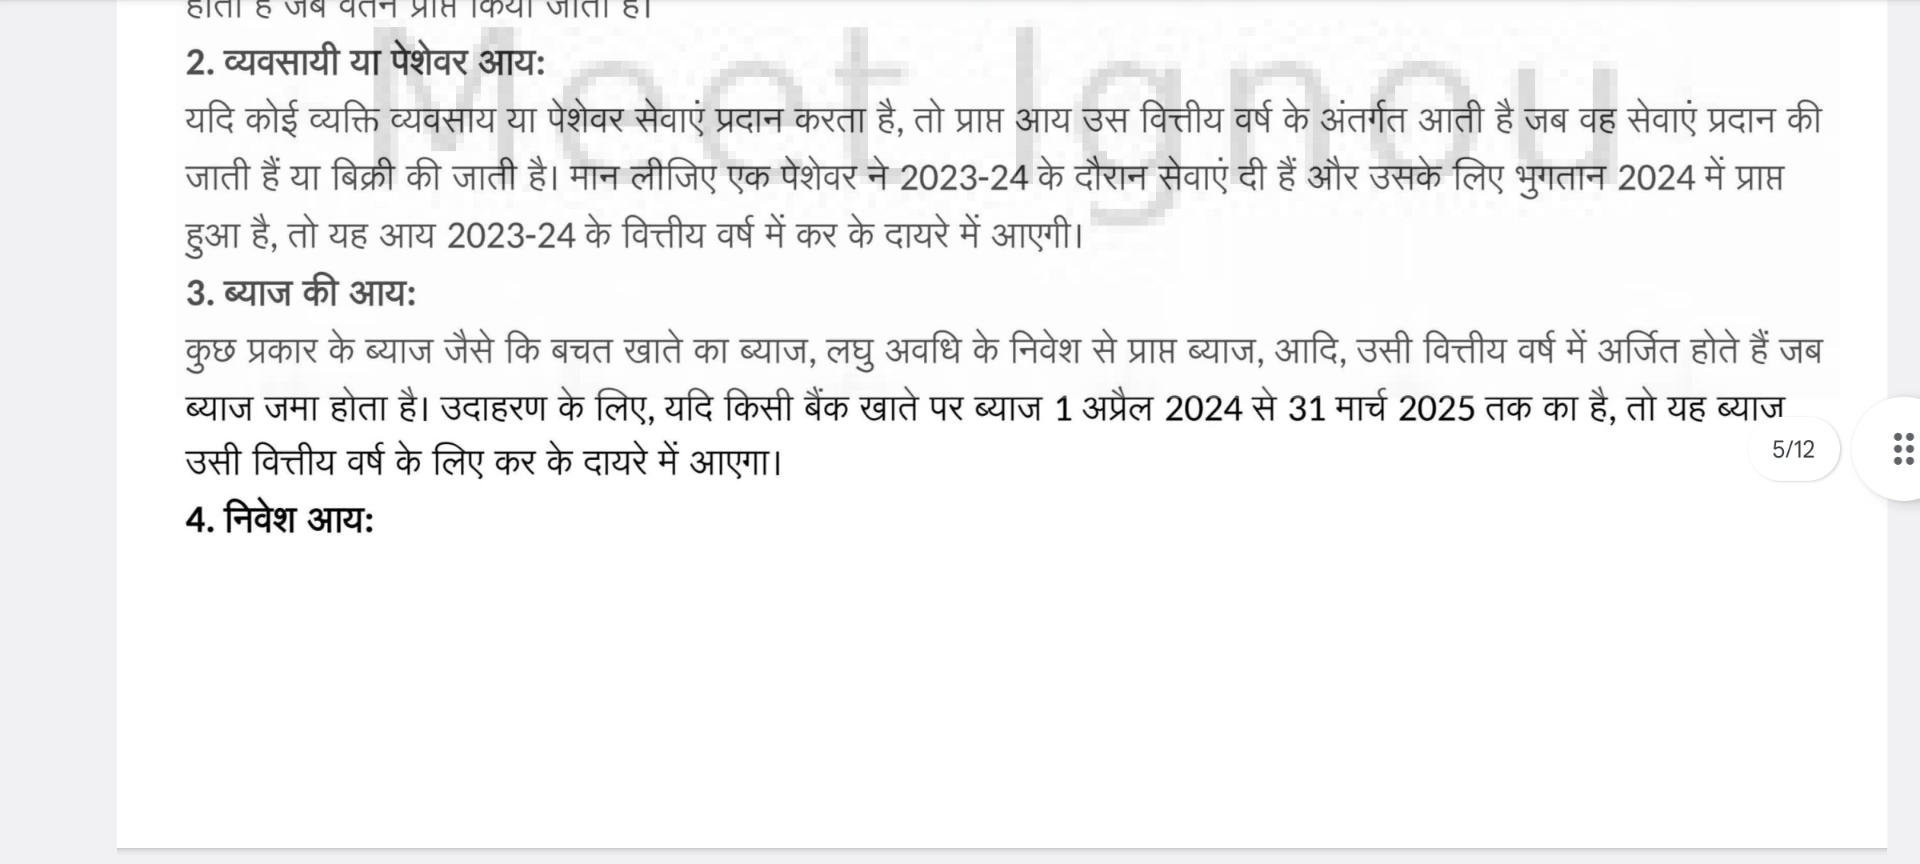 होता है जब वेतन प्राप्त किया जाता है।
2. व्यवसायी या पेशेवर आय:
यदि कोई व्यक्ति व्यवसाय या पेशेवर सेवाएं प्रदान करता है, तो प्राप्त आय उस वित्तीय वर्ष के अंतर्गत आती है जब वह सेवाएं प्रदान की
जाती हैं या बिक्री की जाती है। मान लीजिए एक पेशेवर ने 2023-24 के दौरान सेवाएं दी हैं और उसके लिए भुगतान 2024 में प्राप्त
हुआ है, तो यह आय 2023-24 के वित्तीय वर्ष में कर के दायरे में आएगी।
3. ब्याज की आय:
कुछ प्रकार के ब्याज जैसे कि बचत खाते का ब्याज, लघु अवधि के निवेश से प्राप्त ब्याज, आदि, उसी वित्तीय वर्ष में अर्जित होते हैं जब
ब्याज जमा होता है। उदाहरण के लिए, यदि किसी बैंक खाते पर ब्याज 1 अप्रैल 2024 से 31 मार्च 2025 तक का है, तो यह ब्याज
उसी वित्तीय वर्ष के लिए कर के दायरे में आएगा।
4. निवेश आय:
5/12
Meet Ignou